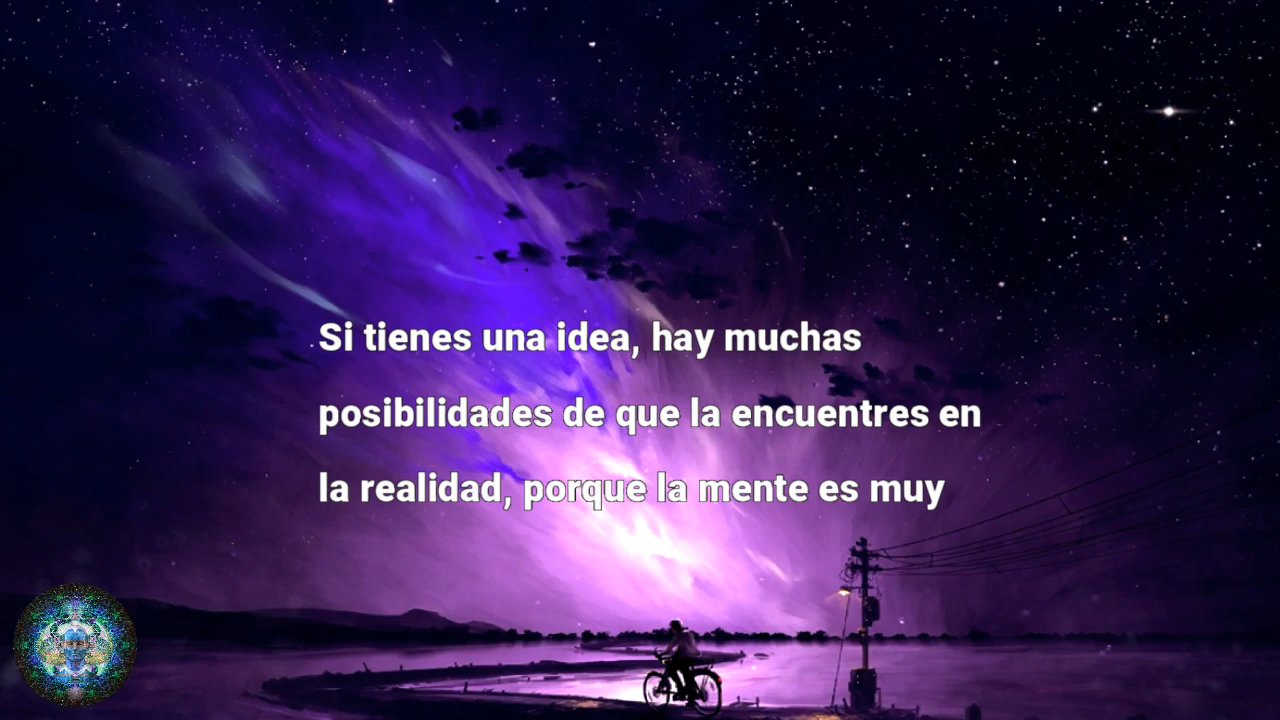 Si tienes una idea, hay muchas
posibilidades de que la encuentres en
la realidad, porque la mente es muy